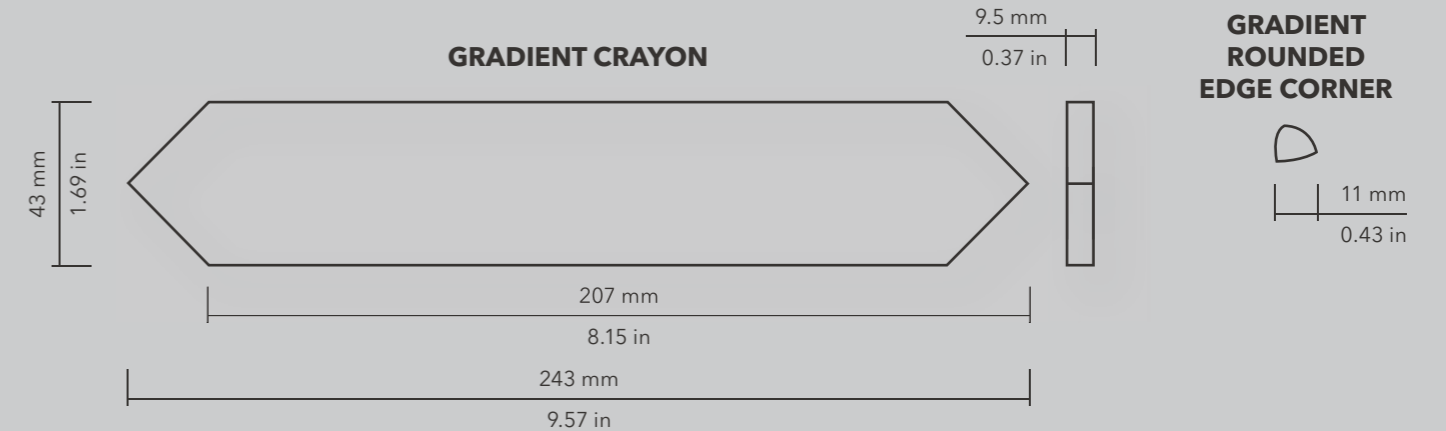 GRADIENT CRAYON
43 mm
1.69 in
207 mm
8.15 in
243 mm
9.57 in
9.5 mm
0.37 in
GRADIENT
ROUNDED
EDGE CORNER
11 mm
0.43 in